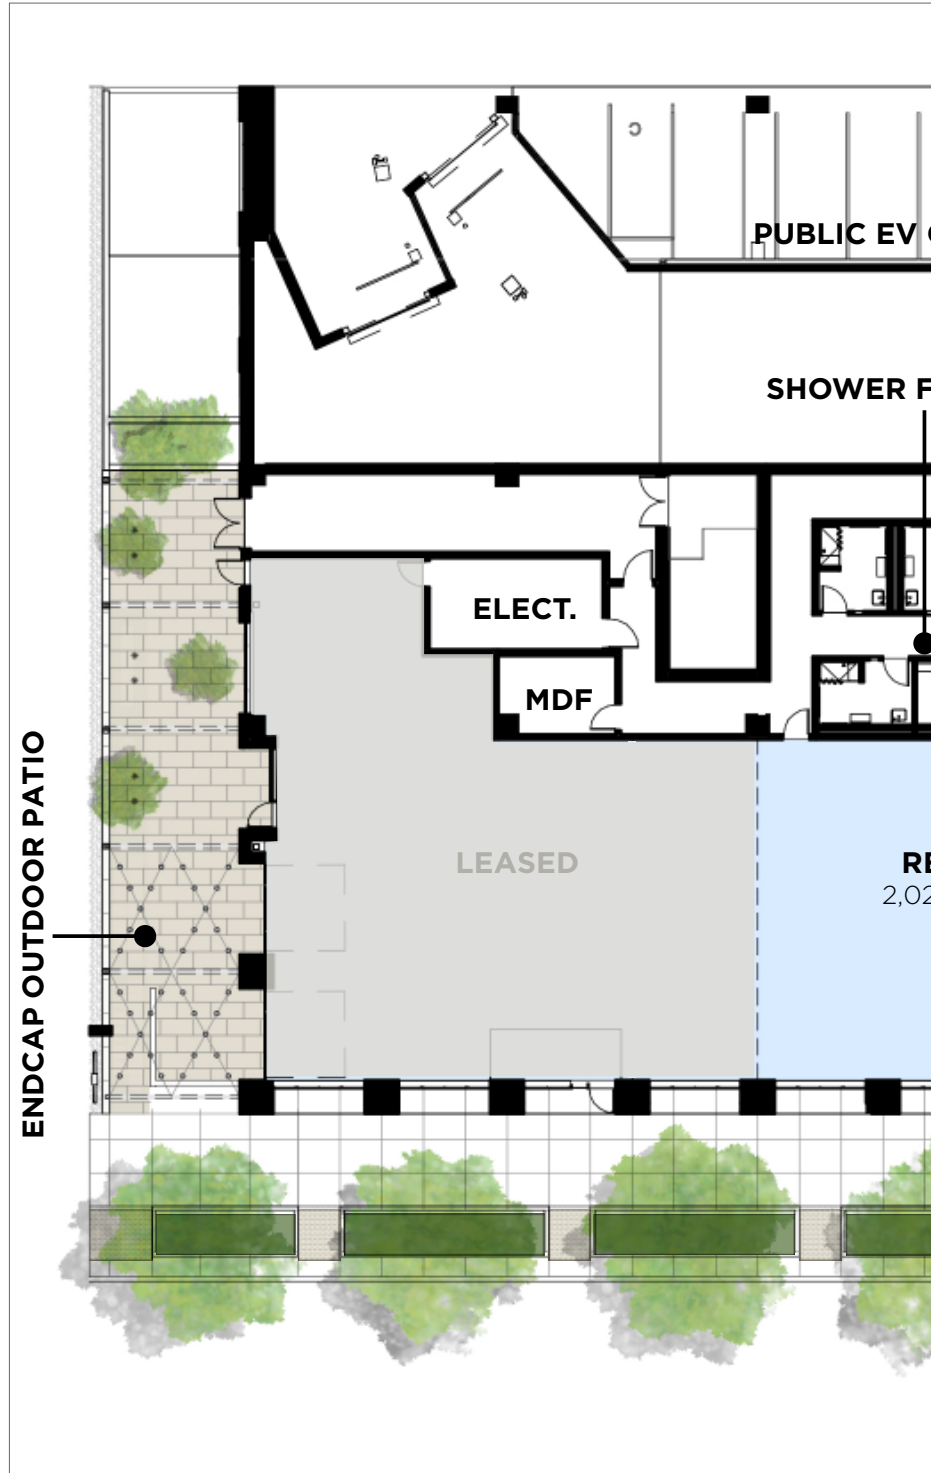 C
PUBLIC EV
SHOWER
ELECT.
MDF
ENDCAP OUTDOOR PATIO
LEASED
RE
2,02